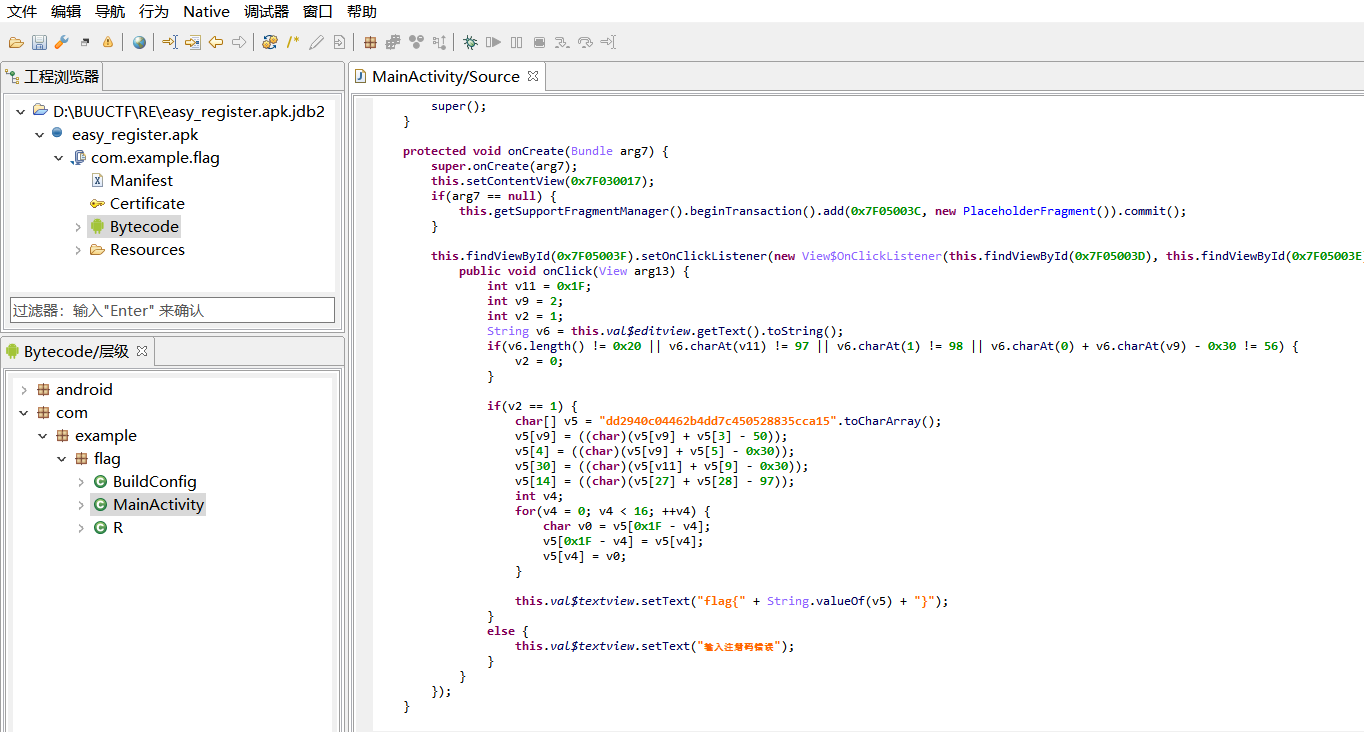 文件 编辑 导航 行为 Native 调试器 窗口 帮助
工程浏览器
D:\BUUCTF\RE\easy_register.apk.jdb2
easy_register.apk
com.example.flag
Manifest
Certificate
Bytecode
Resources
过滤器：输入"Enter" 来确认
Bytecode/层级
android
com
example
flag
BuildConfig
MainActivity
R
MainActivity/Source
super();
}
protected void onCreate(Bundle arg7) {
super.onCreate(arg7);
this.setContentView(0x7F030017);
if(arg7 == null) {
this.getSupportFragmentManager().beginTransaction().add(0x7F05003C, new PlaceholderFragment()).commit();
}
this.findViewById(0x7F05003F).setOnClickListener(new View$OnClickListener(this.findViewById(0x7F05003D), this.findViewById(0x7F05003E
public void onClick(View arg13) {
int v11 = 0x1F;
int v9 = 2;
int v2 = 1;
String v6 = this.val$editview.getText().toString();
if(v6.length() != 0x20 || v6.charAt(v11) != 97 || v6.charAt(1) != 98 || v6.charAt(0) + v6.charAt(v9) - 0x30 != 56) {
v2 = 0;
}
if(v2 == 1) {
char[] v5 = "dd2940c04462b4dd7c450528835cca15".toCharArray();
v5[v9] = ((char)(v5[v9] + v5[3] - 50));
v5[4] = ((char)(v5[v9] + v5[5] - 0x30));
v5[30] = ((char)(v5[v11] + v5[9] - 0x30));
v5[14] = ((char)(v5[27] + v5[28] - 97));
int v4;
for(v4 = 0; v4 < 16; ++v4) {
char v0 = v5[0x1F - v4];
v5[0x1F - v4] = v5[v4];
v5[v4] = v0;
}
this.val$textview.setText("flag{" + String.valueOf(v5) + "}");
}
else {
this.val$textview.setText("输入注册码错误");
}
}
});
}